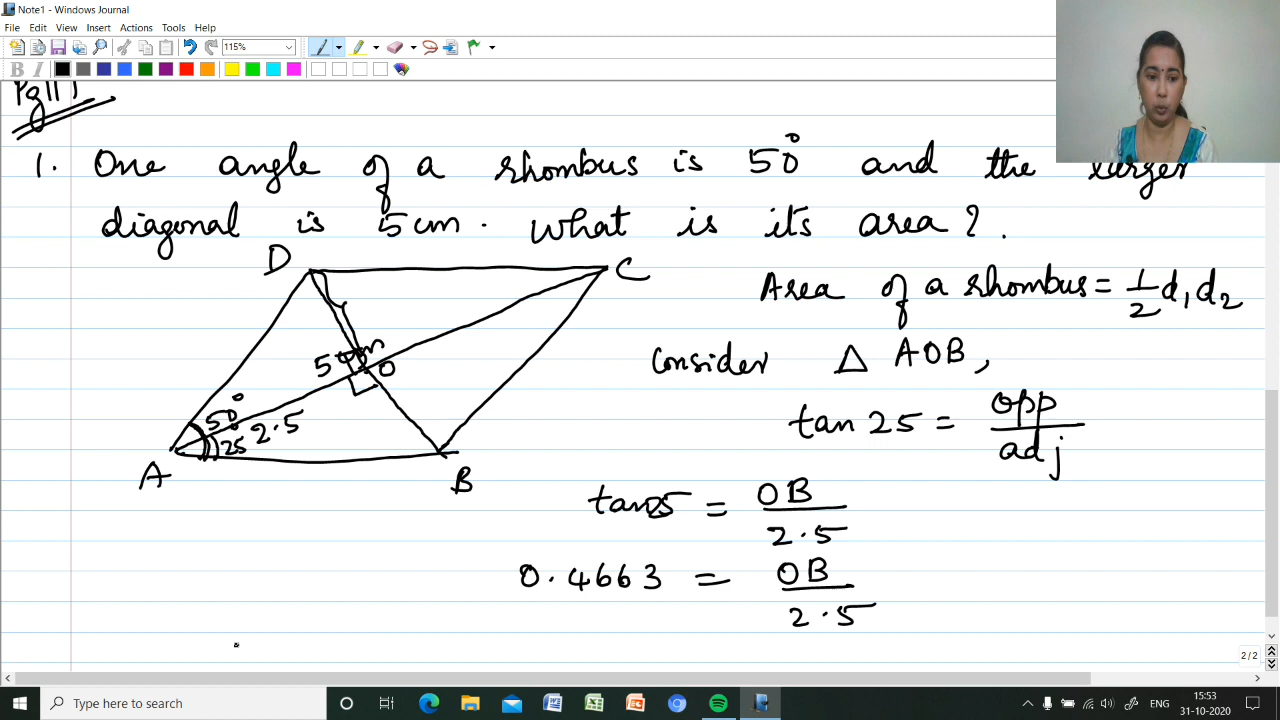 Note1 - Windows Journal
File Edit View Insert Actions Tools Help
115%
B I
Pg 117
1. One angle of a rhombus is 50° and the larger
diagonal is 5cm. What is its area?
D C
Area of a rhombus = 1/2 d1 d2
5cm O
Consider △ AOB,
50° 2.5
25
tan 25 = opp/adj
A B
tan25 = OB/2.5
0.4663 = OB/2.5
2/2
Type here to search
ENG
15:53
31-10-2020